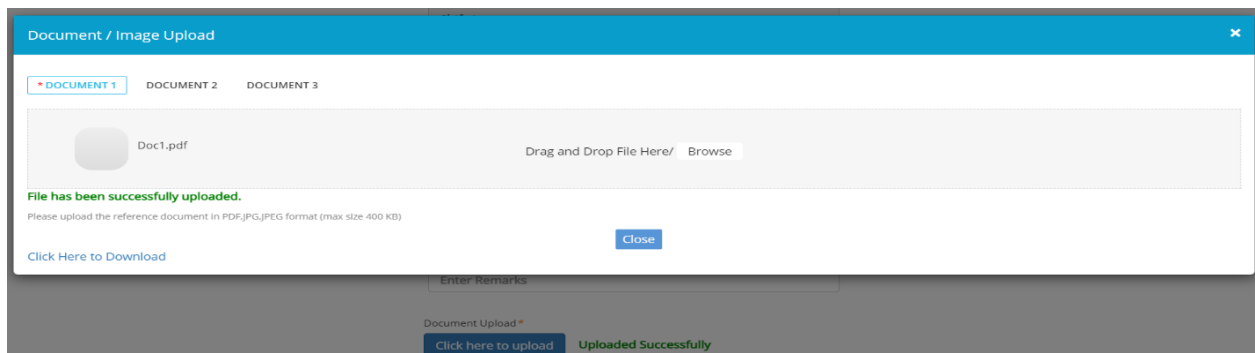 Document / Image Upload ×
* DOCUMENT 1 DOCUMENT 2 DOCUMENT 3
Doc1.pdf
Drag and Drop File Here/ Browse
File has been successfully uploaded.
Please upload the reference document in PDF,JPG,JPEG format (max size 400 KB)
Close
Click Here to Download
Enter Remarks
Document Upload*
Click here to upload Uploaded Successfully